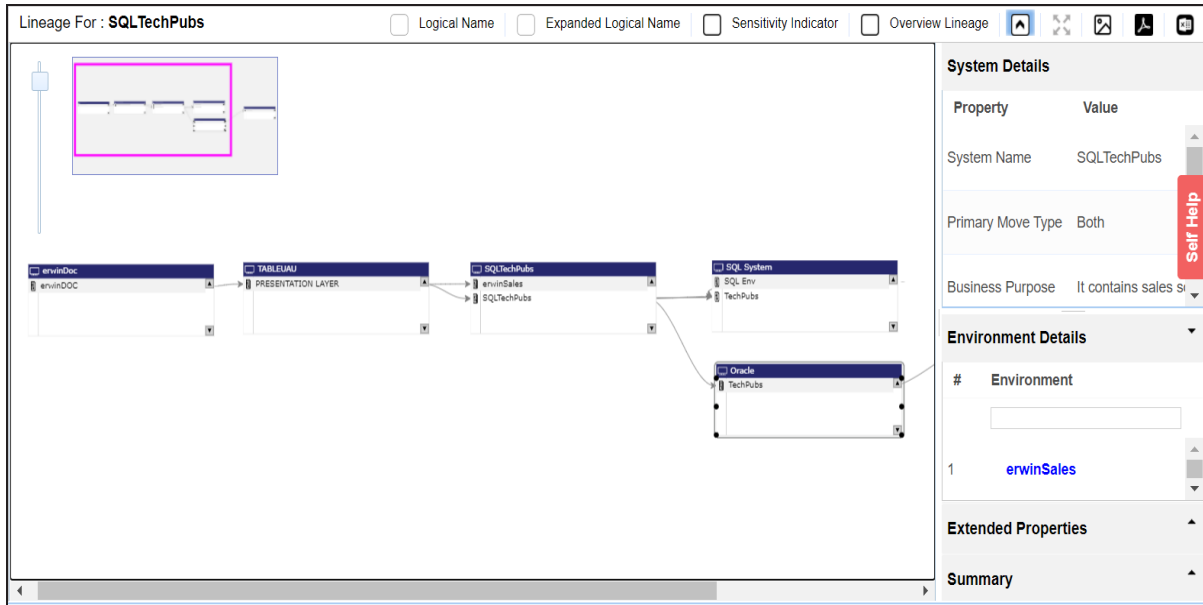 Lineage For : SQLTechPubs
Logical Name
Expanded Logical Name
Sensitivity Indicator
Overview Lineage
erwinDoc
erwinDOC
TABLEUAU
PRESENTATION LAYER
SQLTechPubs
erwinSales
SQLTechPubs
SQL System
SQL Env
TechPubs
Oracle
TechPubs
System Details
Property Value
System Name SQLTechPubs
Primary Move Type Both
Business Purpose It contains sales
Self Help
Environment Details
# Environment
1 erwinSales
Extended Properties
Summary